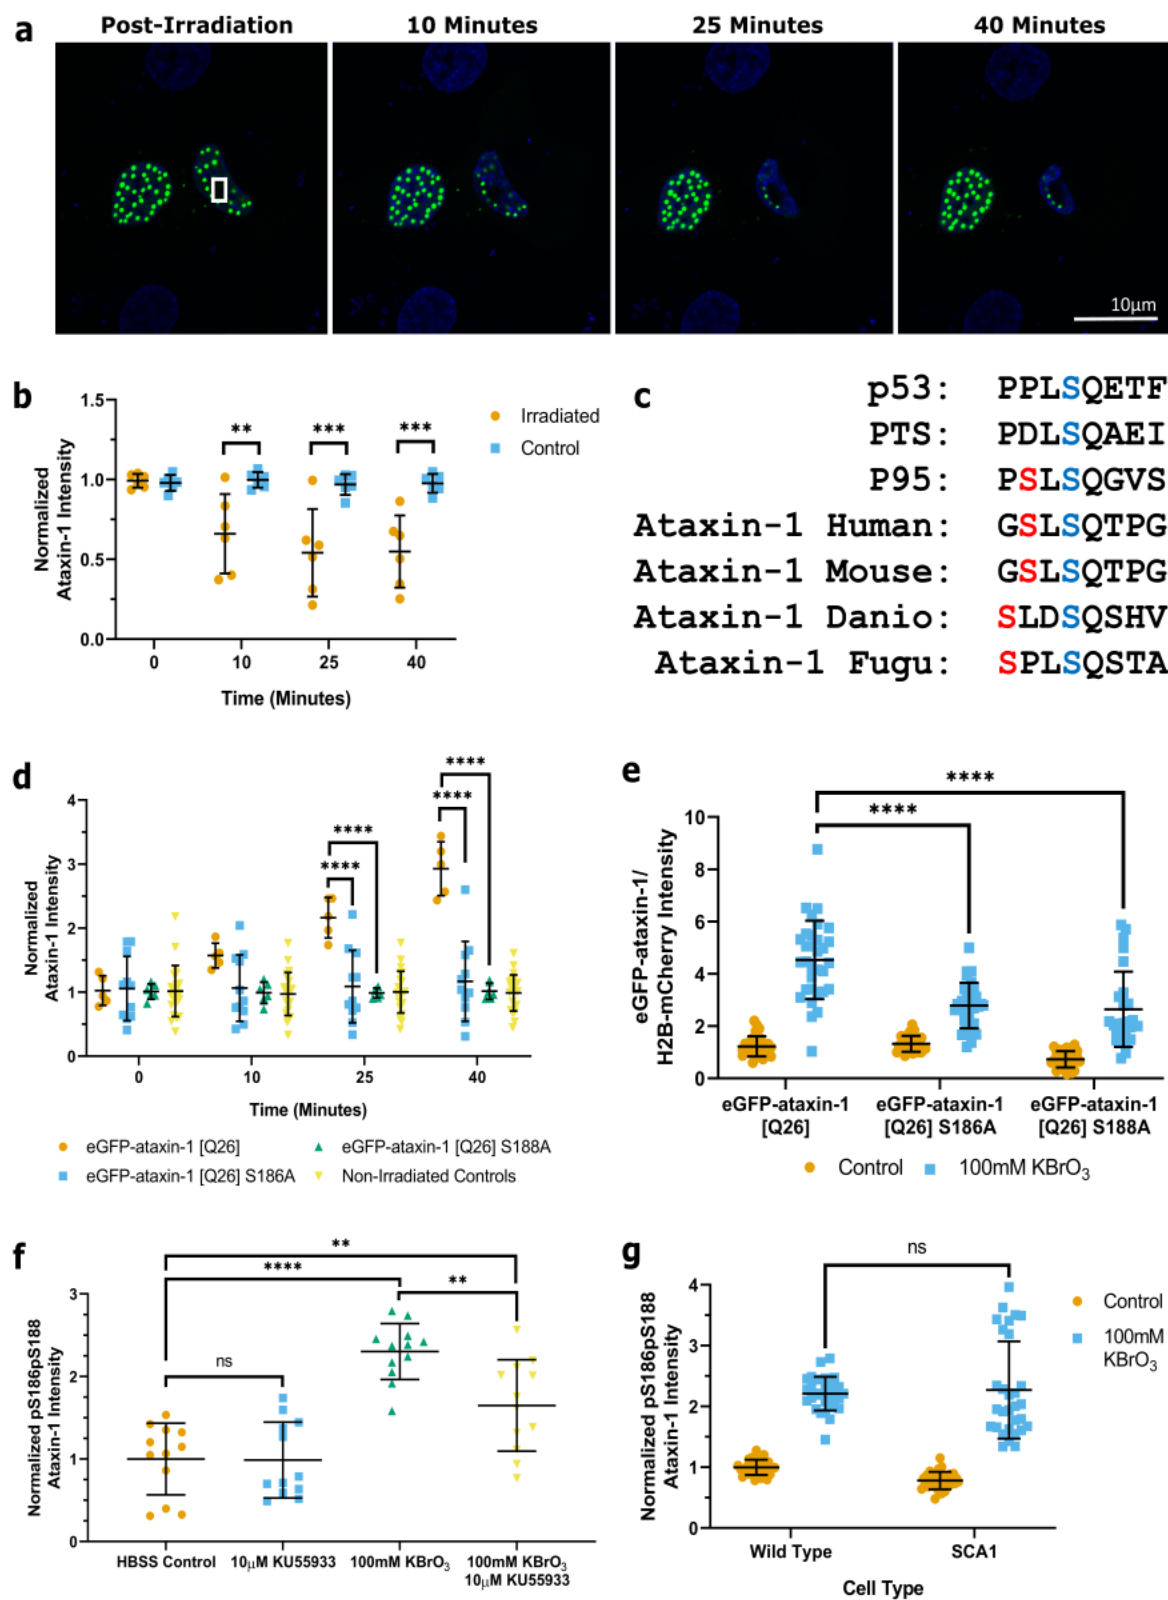 a
Post-Irradiation 10 Minutes 25 Minutes 40 Minutes
10µm
b
1.5
1.0
0.5
0.0
Normalized
Ataxin-1 Intensity
** *** ***
0 10 25 40
Time (Minutes)
Irradiated
Control
c
p53: PPLSQETF
PTS: PDLSQAEI
P95: PSLSQGVS
Ataxin-1 Human: GSLSQTPG
Ataxin-1 Mouse: GSLSQTPG
Ataxin-1 Danio: SLDSQSHV
Ataxin-1 Fugu: SPLSQSTA
d
4
3
2
1
0
Normalized
Ataxin-1 Intensity
****
****
****
****
0 10 25 40
Time (Minutes)
eGFP-ataxin-1 [Q26]
eGFP-ataxin-1 [Q26] S188A
eGFP-ataxin-1 [Q26] S186A
Non-Irradiated Controls
e
10
8
6
4
2
0
eGFP-ataxin-1/
H2B-mCherry Intensity
****
****
eGFP-ataxin-1 eGFP-ataxin-1 eGFP-ataxin-1
[Q26] [Q26] S186A [Q26] S188A
Control 100mM KBrO3
f
3
2
1
0
Normalized pS186pS188
Ataxin-1 Intensity
**
****
**
ns
HBSS Control 10µM KU55933 100mM KBrO3 100mM KBrO3
10µM KU55933
g
4
3
2
1
0
Normalized pS186pS188
Ataxin-1 Intensity
ns
Wild Type SCA1
Cell Type
Control
100mM
KBrO3